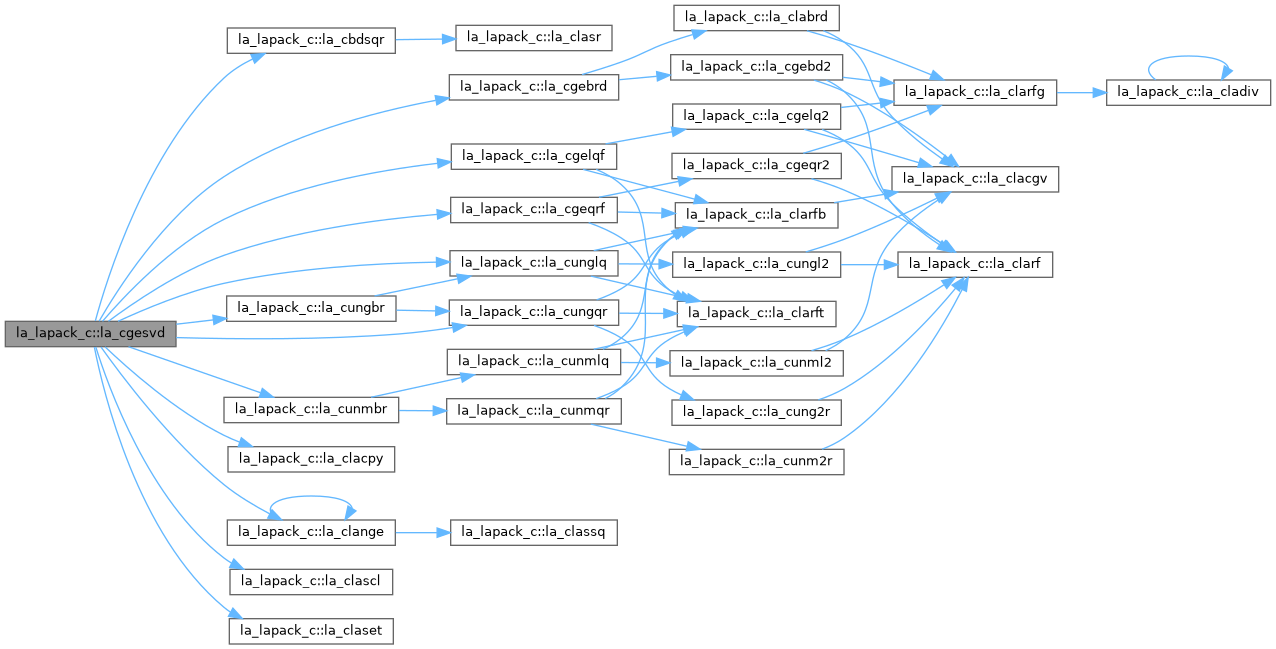 la_lapack_c::la_cgesvd
la_lapack_c::la_cbdsqr
la_lapack_c::la_cungbr
la_lapack_c::la_cunmbr
la_lapack_c::la_clacpy
la_lapack_c::la_clange
la_lapack_c::la_clascl
la_lapack_c::la_claset
la_lapack_c::la_clasr
la_lapack_c::la_cgebrd
la_lapack_c::la_cgelqf
la_lapack_c::la_cgeqrf
la_lapack_c::la_cunglq
la_lapack_c::la_cungqr
la_lapack_c::la_cunmlq
la_lapack_c::la_cunmqr
la_lapack_c::la_classq
la_lapack_c::la_clabrd
la_lapack_c::la_cgebd2
la_lapack_c::la_cgelq2
la_lapack_c::la_cgeqr2
la_lapack_c::la_clarfb
la_lapack_c::la_cungl2
la_lapack_c::la_clarft
la_lapack_c::la_cunml2
la_lapack_c::la_cung2r
la_lapack_c::la_cunm2r
la_lapack_c::la_clarfg
la_lapack_c::la_clacgv
la_lapack_c::la_clarf
la_lapack_c::la_cladiv